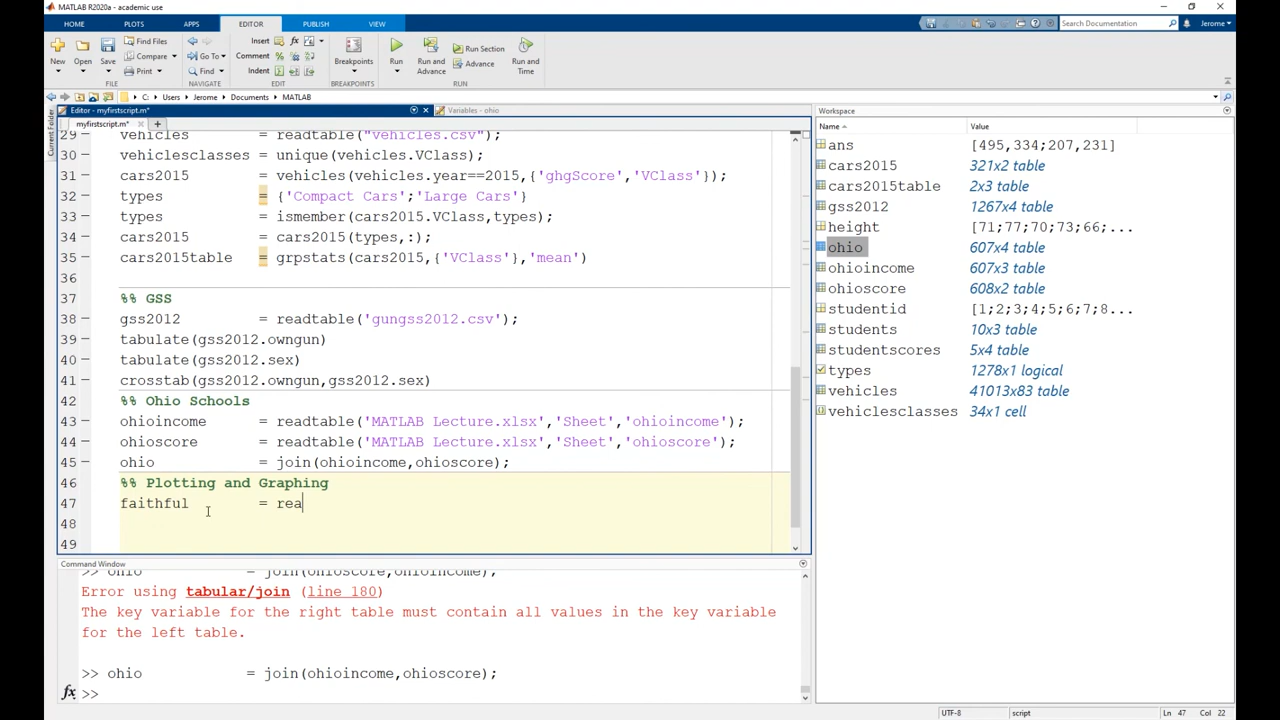 MATLAB R2020a - academic use
HOME PLOTS APPS EDITOR PUBLISH VIEW Search Documentation Jerome
New Open Save Find Files Compare Print Go To Find Insert Comment Indent fx Breakpoints Run Run and Advance Run Section Advance Run and Time
FILE NAVIGATE EDIT BREAKPOINTS RUN
C: Users Jerome Documents MATLAB
Current Folder
Editor - myfirstscript.m* Variables - ohio
myfirstscript.m*
29 vehicles = readtable("vehicles.csv");
30 vehiclesclasses = unique(vehicles.VClass);
31 cars2015 = vehicles(vehicles.year==2015,{'ghgScore','VClass'});
32 types = {'Compact Cars';'Large Cars'}
33 types = ismember(cars2015.VClass,types);
34 cars2015 = cars2015(types,:);
35 cars2015table = grpstats(cars2015,{'VClass'},'mean')
36
37 %% GSS
38 gss2012 = readtable('gungss2012.csv');
39 tabulate(gss2012.owngun)
40 tabulate(gss2012.sex)
41 crosstab(gss2012.owngun,gss2012.sex)
42 %% Ohio Schools
43 ohioincome = readtable('MATLAB Lecture.xlsx','Sheet','ohioincome');
44 ohioscore = readtable('MATLAB Lecture.xlsx','Sheet','ohioscore');
45 ohio = join(ohioincome,ohioscore);
46 %% Plotting and Graphing
47 faithful = rea
48
49
Command Window
>> ohio = join(ohioscore,ohioincome);
Error using tabular/join (line 180)
The key variable for the right table must contain all values in the key variable
for the left table.
>> ohio = join(ohioincome,ohioscore);
fx >>
Workspace
Name Value
ans [495,334;207,231]
cars2015 321x2 table
cars2015table 2x3 table
gss2012 1267x4 table
height [71;77;70;73;66;...
ohio 607x4 table
ohioincome 607x3 table
ohioscore 608x2 table
studentid [1;2;3;4;5;6;7;8...
students 10x3 table
studentscores 5x4 table
types 1278x1 logical
vehicles 41013x83 table
vehiclesclasses 34x1 cell
UTF-8 script Ln 47 Col 22